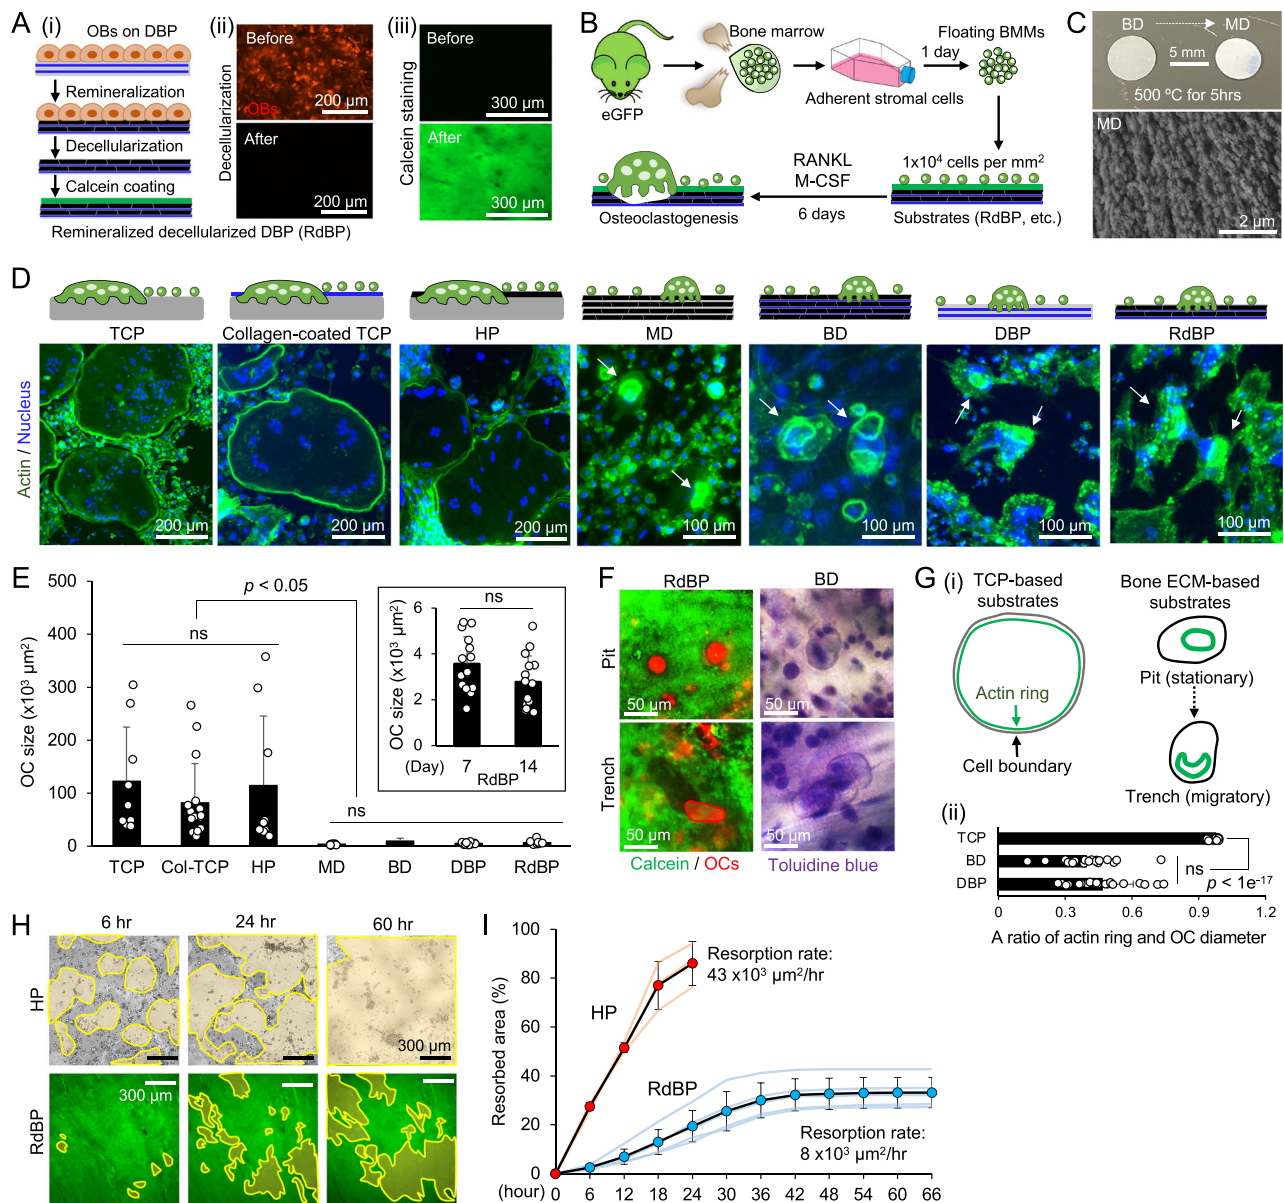 A (i)
OBs on DBP
Remineralization
Decellularization
Calcein coating
Remineralized decellularized DBP (RdBP)
(ii)
Decellularization
Before
OBs
200 µm
After
200 µm
(iii)
Calcein staining
Before
300 µm
After
300 µm
B
eGFP
Bone marrow
Adherent stromal cells
1 day
Floating BMMs
1x10⁴ cells per mm²
Substrates (RdBP, etc.)
RANKL
M-CSF
6 days
Osteoclastogenesis
C
BD
MD
5 mm
500 ºC for 5hrs
MD
2 µm
D
TCP
Collagen-coated TCP
HP
MD
BD
DBP
RdBP
Actin / Nucleus
200 µm
200 µm
200 µm
100 µm
100 µm
100 µm
100 µm
E
OC size (x10³ µm²)
500
400
300
200
100
0
ns
p < 0.05
ns
TCP
Col-TCP
HP
MD
BD
DBP
RdBP
OC size (x10³ µm²)
6
4
2
0
ns
(Day)
7
14
RdBP
F
RdBP
BD
Pit
50 µm
50 µm
Trench
50 µm
50 µm
Calcein / OCs
Toluidine blue
G (i)
TCP-based
substrates
Actin ring
Cell boundary
Bone ECM-based
substrates
Pit (stationary)
Trench (migratory)
(ii)
TCP
BD
DBP
ns
p < 1e⁻¹⁷
0
0.3
0.6
0.9
1.2
A ratio of actin ring and OC diameter
H
6 hr
24 hr
60 hr
HP
300 µm
RdBP
300 µm
I
Resorbed area (%)
100
80
60
40
20
0
HP
Resorption rate:
43 x10³ µm²/hr
RdBP
Resorption rate:
8 x10³ µm²/hr
(hour)
0
6
12
18
24
30
36
42
48
54
60
66